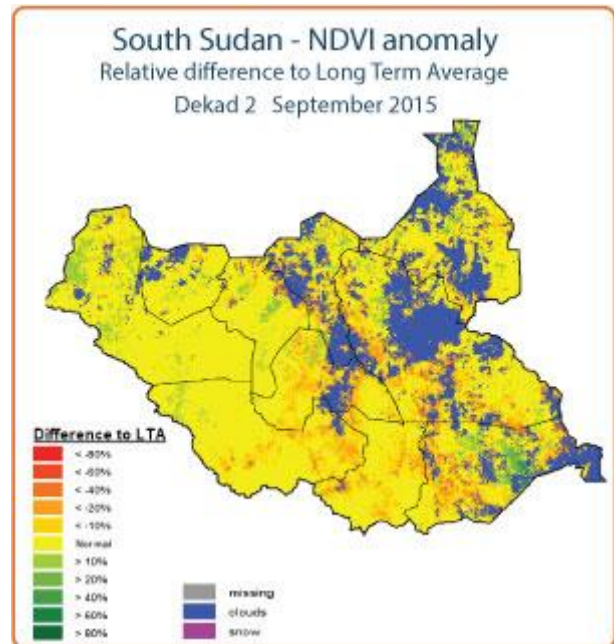 South Sudan - NDVI anomaly
Relative difference to Long Term Average
Dekad 2 September 2015
Difference to LTA
< -80%
< -60%
< -40%
< -20%
< -10%
Normal
> 10%
> 20%
> 40%
> 60%
> 80%
missing
clouds
snow